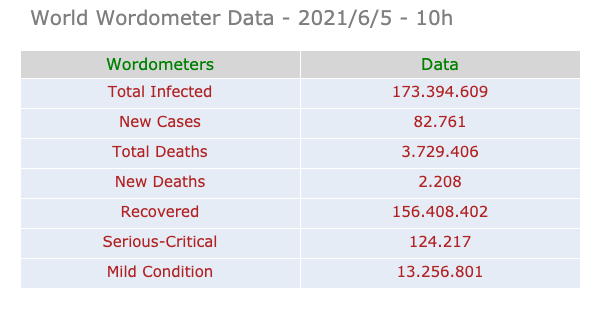 World Wordometer Data - 2021/6/5 - 10h
Wordometers Data
Total Infected 173.394.609
New Cases 82.761
Total Deaths 3.729.406
New Deaths 2.208
Recovered 156.408.402
Serious-Critical 124.217
Mild Condition 13.256.801